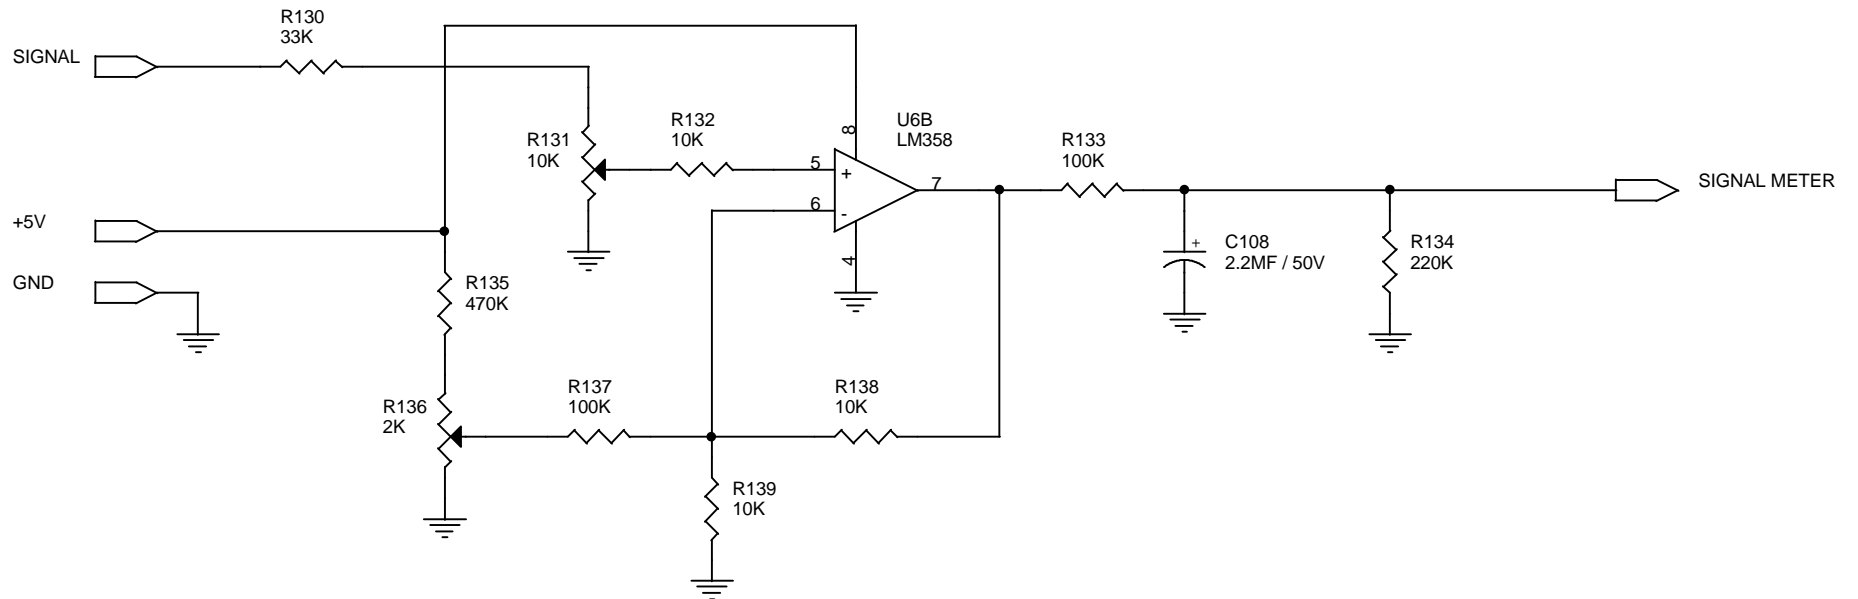 R130
33K
SIGNAL
R131
10K
R132
10K
8
U6B
LM358
5
+
6
-
7
4
R133
100K
SIGNAL METER
+5V
GND
R135
470K
+
C108
2.2MF / 50V
R134
220K
R136
2K
R137
100K
R138
10K
R139
10K